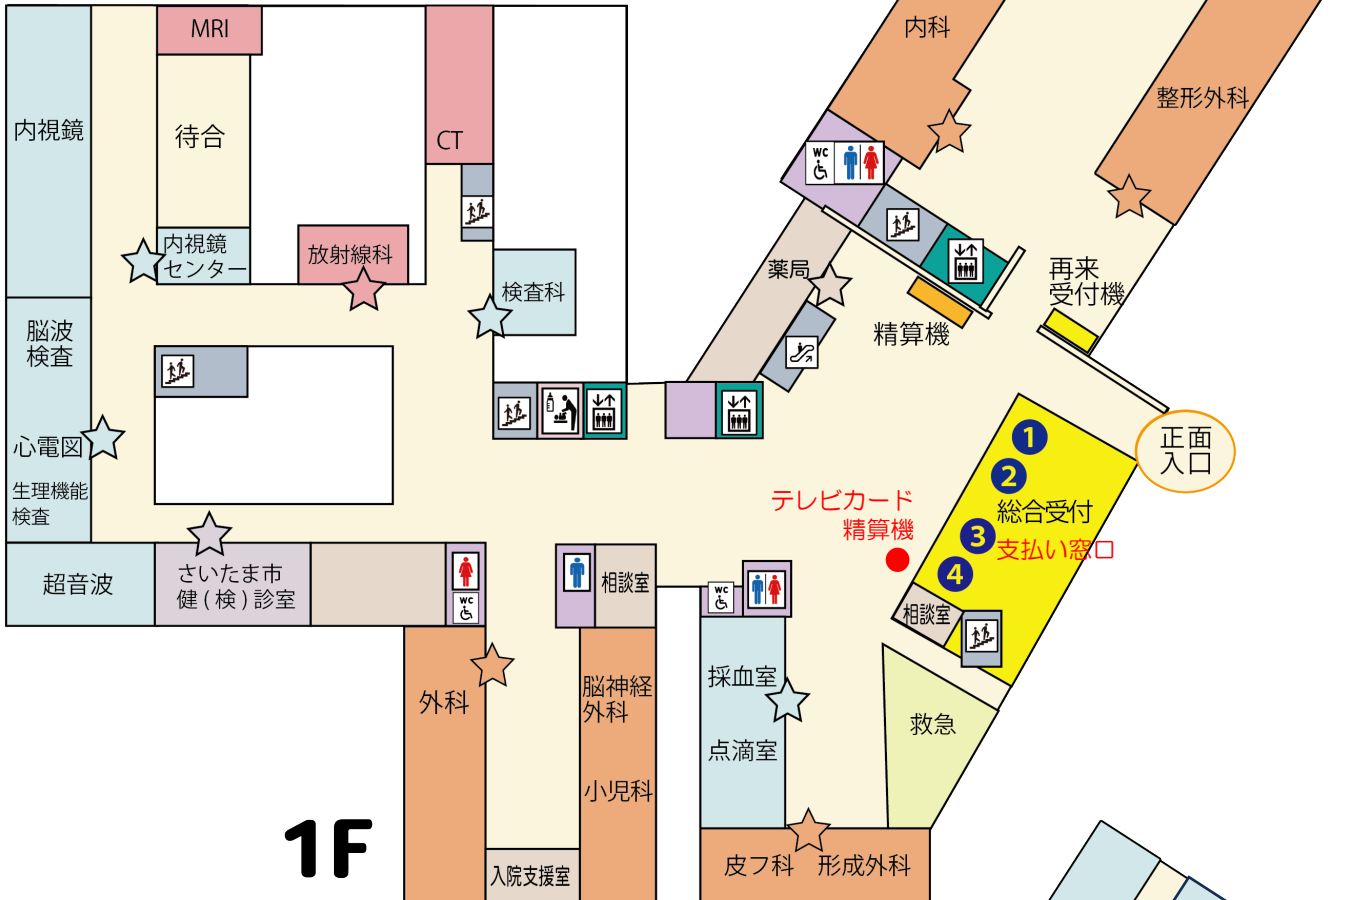 内科
MRI
整形外科
内視鏡
待合
CT
WC
内視鏡
センター
放射線科
薬局
再来
受付機
検査科
精算機
脳波
検査
1
正面
入口
心電図
2
生理機能
検査
テレビカード
精算機
総合受付
3
支払い窓口
4
超音波
さいたま市
健(検)診室
WC
相談室
WC
相談室
外科
脳神経
外科
採血室
救急
点滴室
小児科
1F
入院支援室
皮フ科
形成外科